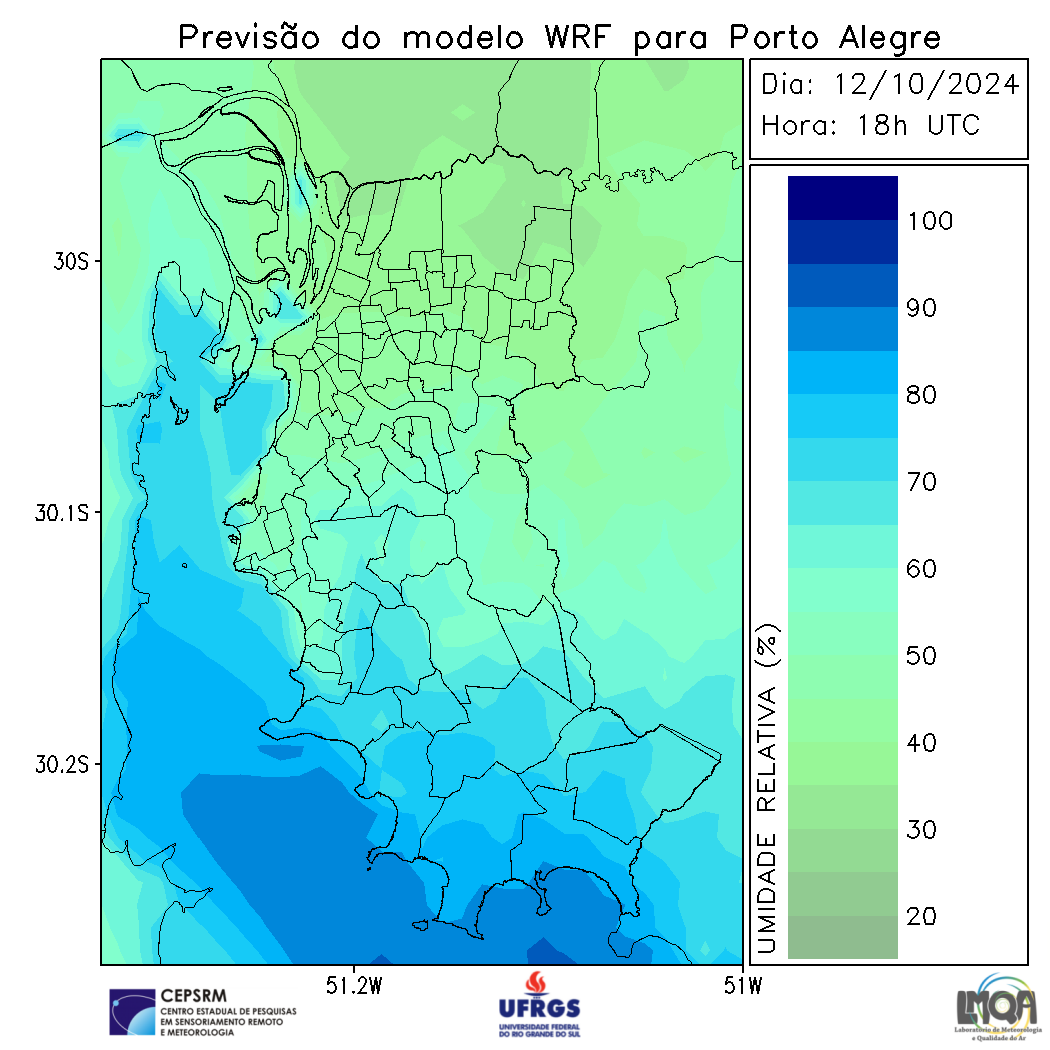 Previsão do modelo WRF para Porto Alegre
Dia: 12/10/2024
Hora: 18h UTC
30S
30.1S
30.2S
51.2W
51W
UMIDADE RELATIVA (%)
100
90
80
70
60
50
40
30
20
CEPSRM
CENTRO ESTADUAL DE PESQUISAS
EM SENSORIAMENTO REMOTO
E METEOROLOGIA
UFRGS
UNIVERSIDADE FEDERAL
DO RIO GRANDE DO SUL
LMQA
Laboratório de Meteorologia
e Qualidade do Ar